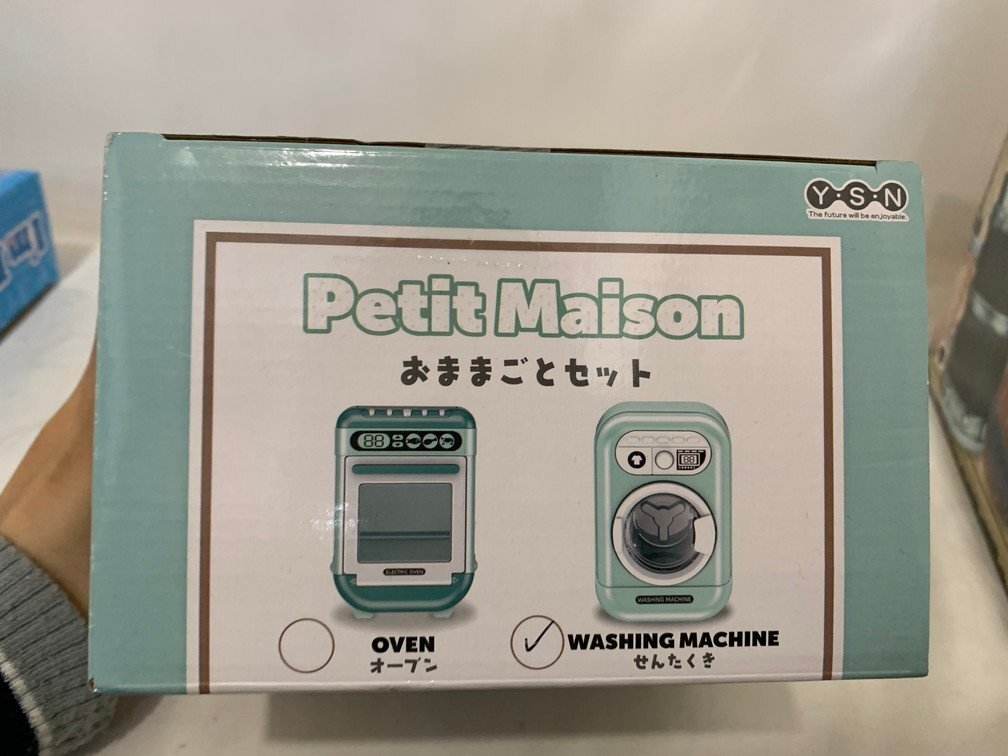 Y·S·N
The future will be enjoyable.
Petit Maison
おままごとセット
88
88
ELECTRIC OVEN
WASHING MACHINE
OVEN
オーブン
WASHING MACHINE
せんたくき